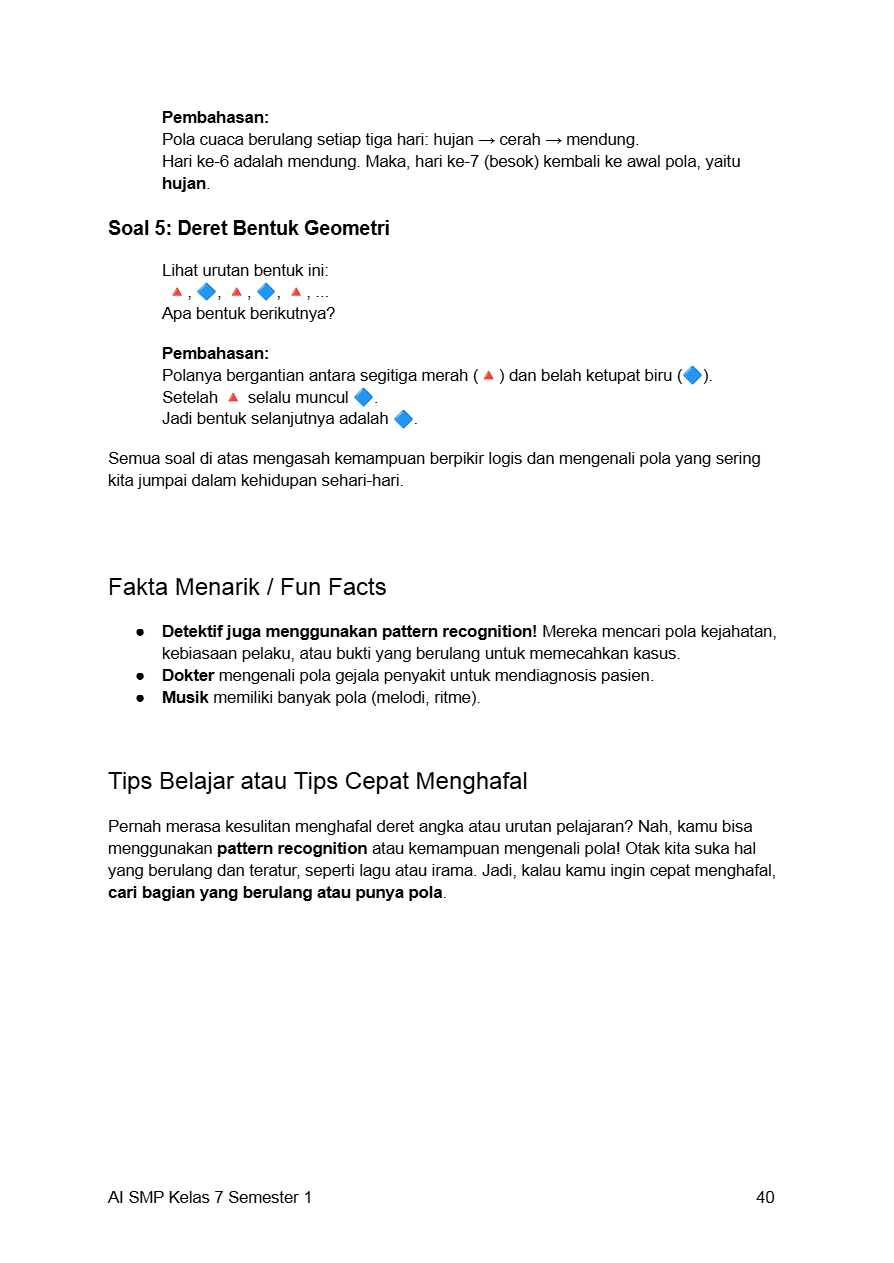 Pembahasan:
Pola cuaca berulang setiap tiga hari: hujan → cerah → mendung.
Hari ke-6 adalah mendung. Maka, hari ke-7 (besok) kembali ke awal pola, yaitu
hujan.
Soal 5: Deret Bentuk Geometri
Lihat urutan bentuk ini:
🔺, 🔷, 🔺, 🔷, 🔺, ...
Apa bentuk berikutnya?
Pembahasan:
Polanya bergantian antara segitiga merah (🔺) dan belah ketupat biru (🔷).
Setelah 🔺 selalu muncul 🔷.
Jadi bentuk selanjutnya adalah 🔷.
Semua soal di atas mengasah kemampuan berpikir logis dan mengenali pola yang sering
kita jumpai dalam kehidupan sehari-hari.
Fakta Menarik / Fun Facts
● Detektif juga menggunakan pattern recognition! Mereka mencari pola kejahatan,
kebiasaan pelaku, atau bukti yang berulang untuk memecahkan kasus.
● Dokter mengenali pola gejala penyakit untuk mendiagnosis pasien.
● Musik memiliki banyak pola (melodi, ritme).
Tips Belajar atau Tips Cepat Menghafal
Pernah merasa kesulitan menghafal deret angka atau urutan pelajaran? Nah, kamu bisa
menggunakan pattern recognition atau kemampuan mengenali pola! Otak kita suka hal
yang berulang dan teratur, seperti lagu atau irama. Jadi, kalau kamu ingin cepat menghafal,
cari bagian yang berulang atau punya pola.
AI SMP Kelas 7 Semester 1 40